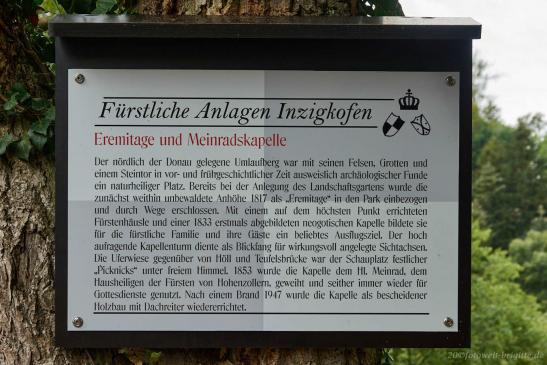 Fürstliche Anlagen Inzigkofen
Eremitage und Meinradskapelle
Der nördlich der Donau gelegene Umlaufberg war mit seinen Felsen, Grotten und
einem Steintor in vor- und frühgeschichtlicher Zeit ausweislich archäologischer Funde
ein naturheiliger Platz. Bereits bei der Anlegung des Landschaftsgartens wurde die
zunächst weithin unbewaldete Anhöhe 1817 als „Eremitage" in den Park einbezogen
und durch Wege erschlossen. Mit einem auf dem höchsten Punkt errichteten
Fürstenhäusle und einer 1833 erstmals abgebildeten neogotischen Kapelle bildete sie
für die fürstliche Familie und ihre Gäste ein beliebtes Ausflugsziel. Der hoch
aufragende Kapellenturm diente als Blickfang für wirkungsvoll angelegte Sichtachsen.
Die Uferwiese gegenüber von Höll und Teufelsbrücke war der Schauplatz festlicher
„Picknicks" unter freiem Himmel. 1853 wurde die Kapelle dem Hl. Meinrad, dem
Hausheiligen der Fürsten von Hohenzollern, geweiht und seither immer wieder für
Gottesdienste genutzt. Nach einem Brand 1947 wurde die Kapelle als bescheidener
Holzbau mit Dachreiter wiedererrichtet.
fotowelt-brigitte.de